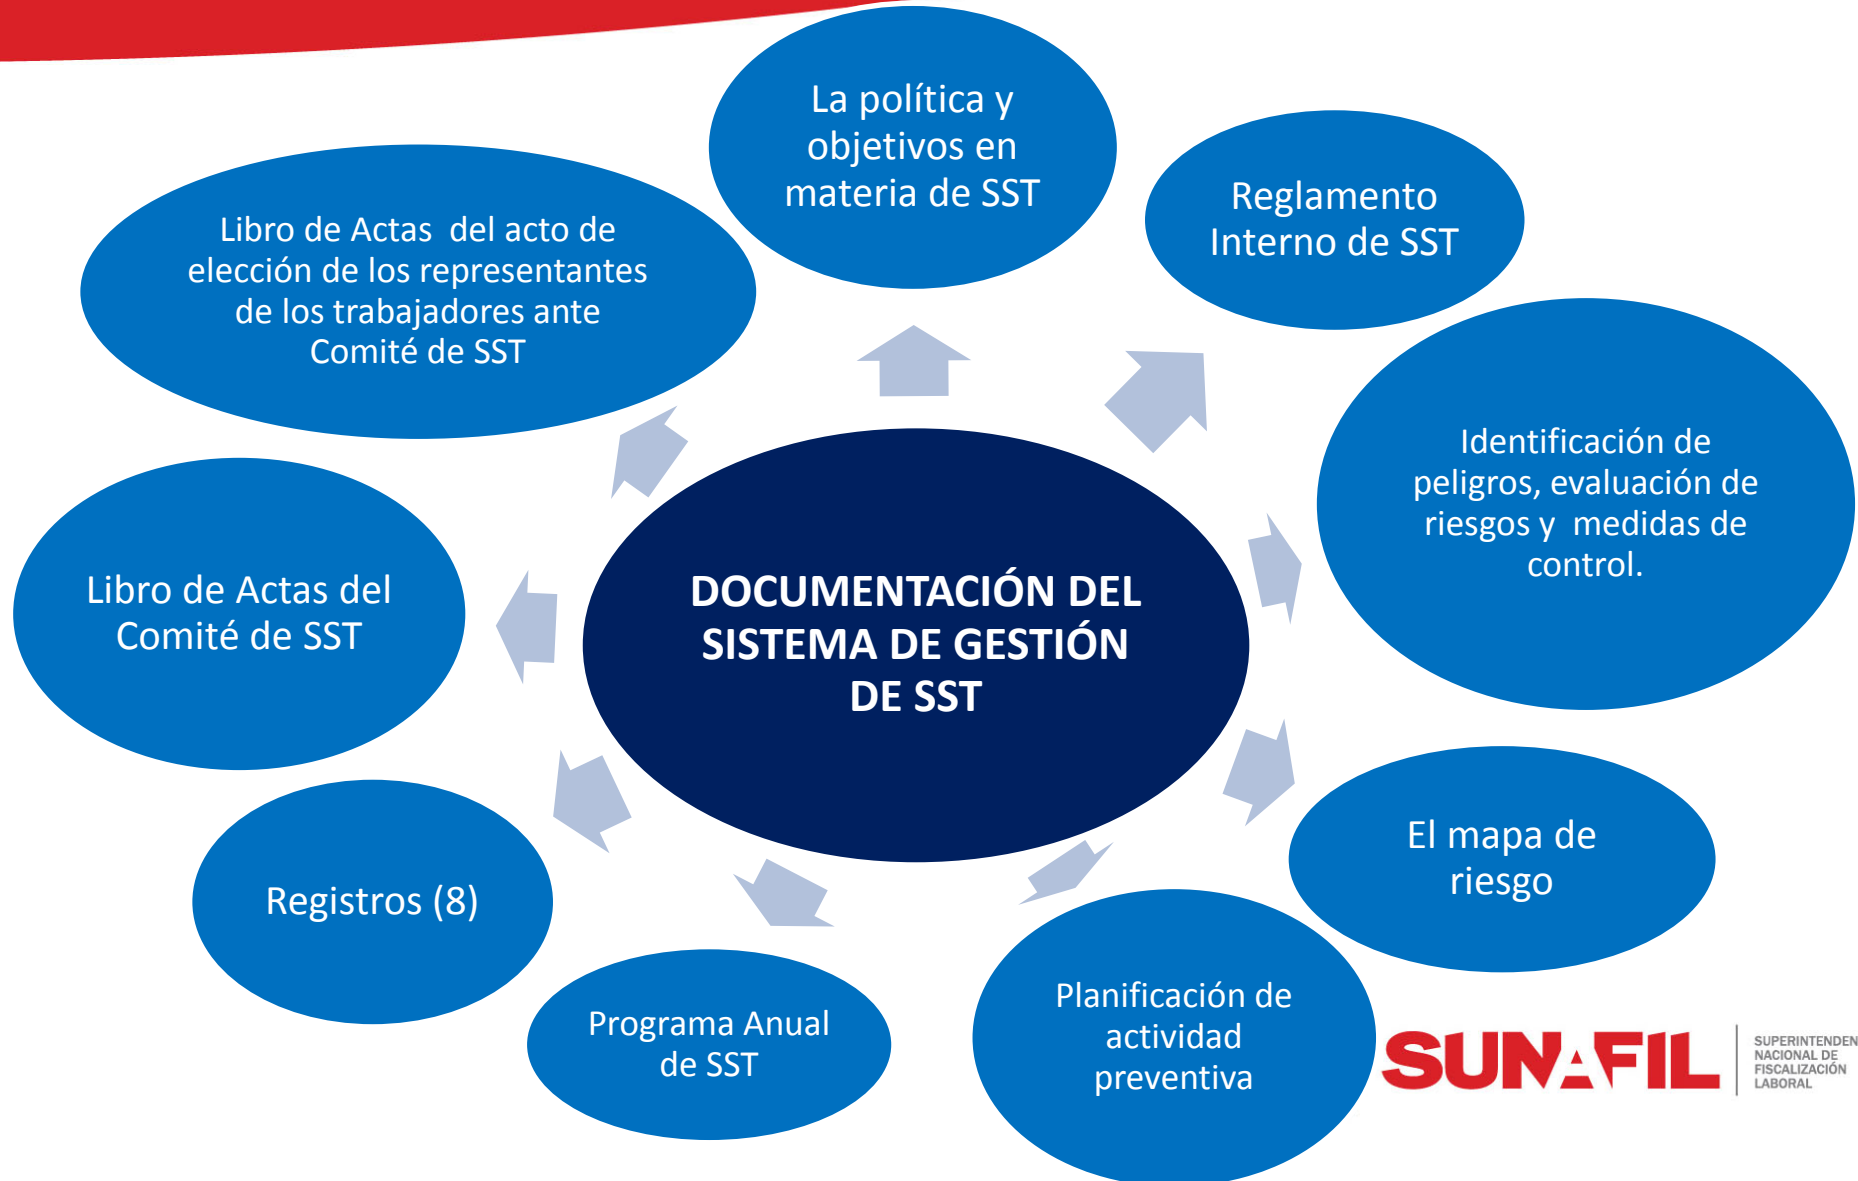 La política y
objetivos en
materia de SST
Reglamento
Interno de SST
Identificación de
peligros, evaluación de
riesgos y  medidas de
control.
El mapa de
riesgo
Planificación de
actividad
preventiva
Programa Anual
de SST
Registros (8)
Libro de Actas del
Comité de SST
Libro de Actas  del acto de
elección de los representantes
de los trabajadores ante
Comité de SST
DOCUMENTACIÓN DEL
SISTEMA DE GESTIÓN
DE SST
SUNAFIL
SUPERINTENDEN
NACIONAL DE
FISCALIZACIÓN
LABORAL